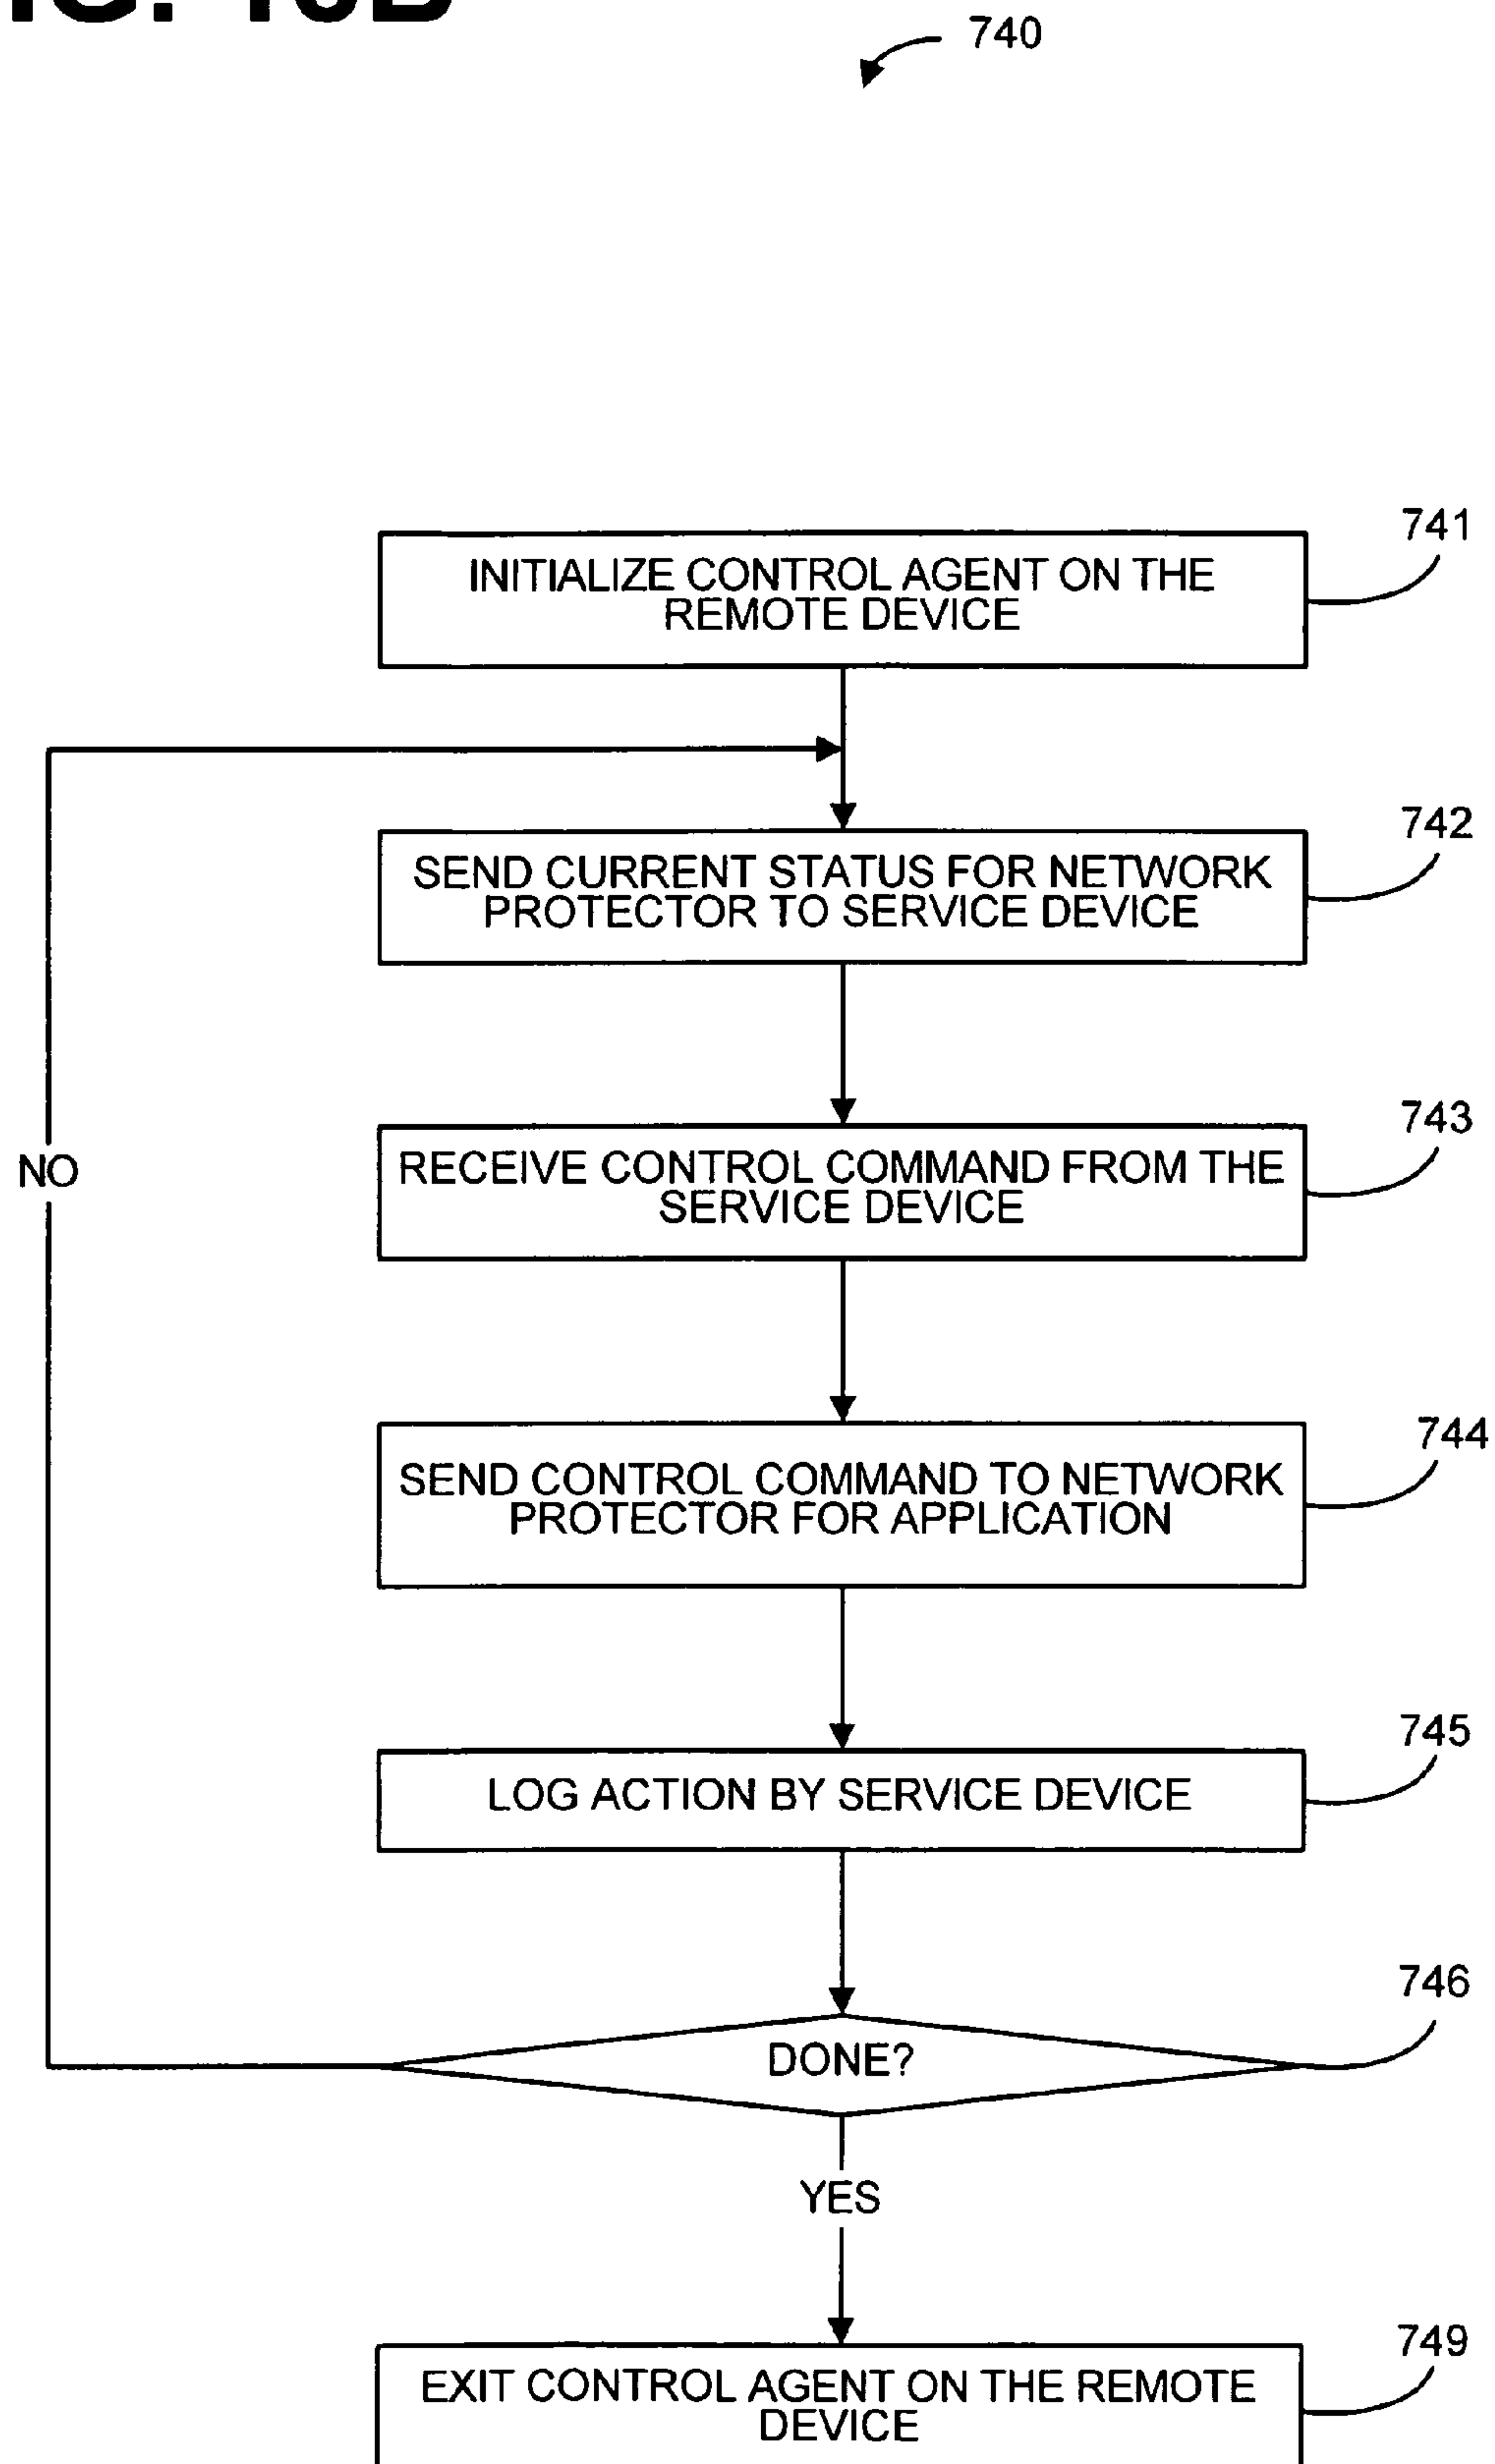 740
741
INITIALIZE CONTROL AGENT ON THE
REMOTE DEVICE
742
SEND CURRENT STATUS FOR NETWORK
PROTECTOR TO SERVICE DEVICE
743
RECEIVE CONTROL COMMAND FROM THE
SERVICE DEVICE
NO
744
SEND CONTROL COMMAND TO NETWORK
PROTECTOR FOR APPLICATION
745
LOG ACTION BY SERVICE DEVICE
746
DONE?
YES
749
EXIT CONTROL AGENT ON THE REMOTE
DEVICE